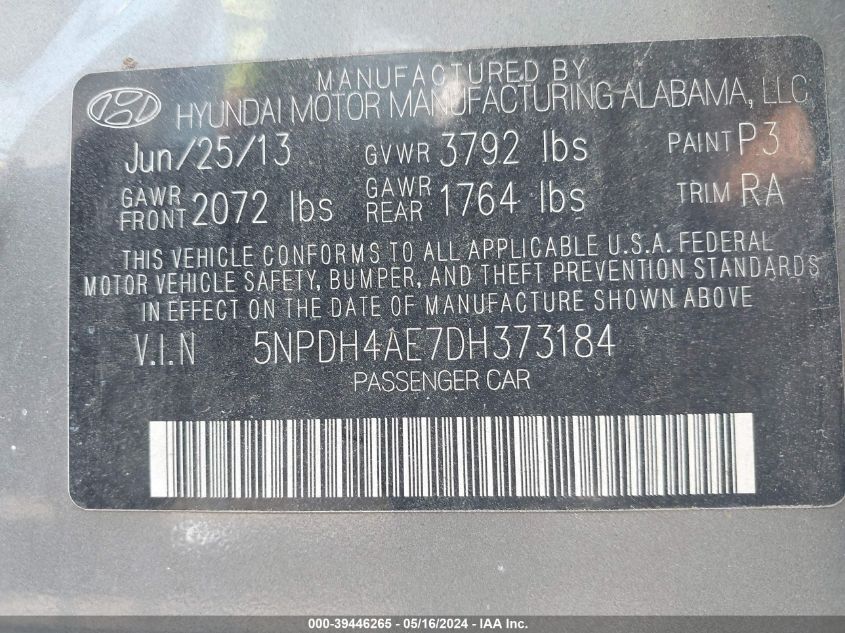 MANUFACTURED BY
HYUNDAI MOTOR MANUFACTURING ALABAMA, LLC
Jun/25/13 GVWR 3792 lbs PAINT P3
GAWR FRONT 2072 lbs GAWR REAR 1764 lbs TRIM RA
THIS VEHICLE CONFORMS TO ALL APPLICABLE U.S.A. FEDERAL
MOTOR VEHICLE SAFETY, BUMPER, AND THEFT PREVENTION STANDARDS
IN EFFECT ON THE DATE OF MANUFACTURE SHOWN ABOVE
V.I.N 5NPDH4AE7DH373184
PASSENGER CAR
000-39446265 - 05/16/2024 - IAA Inc.